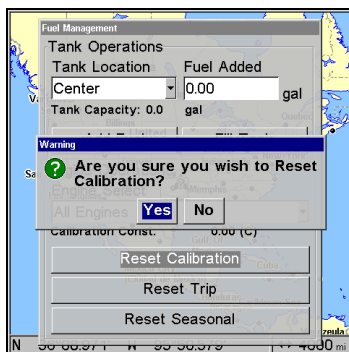 Fuel Management
Tank Operations
Tank Location Fuel Added
Center 0.00 gal
Tank Capacity: 0.0 gal
Warning
Are you sure you wish to Reset
Calibration?
Yes No
Engine Select
All Engines
Calibration Const: 0.00 (C)
Reset Calibration
Reset Trip
Reset Seasonal
N W mi